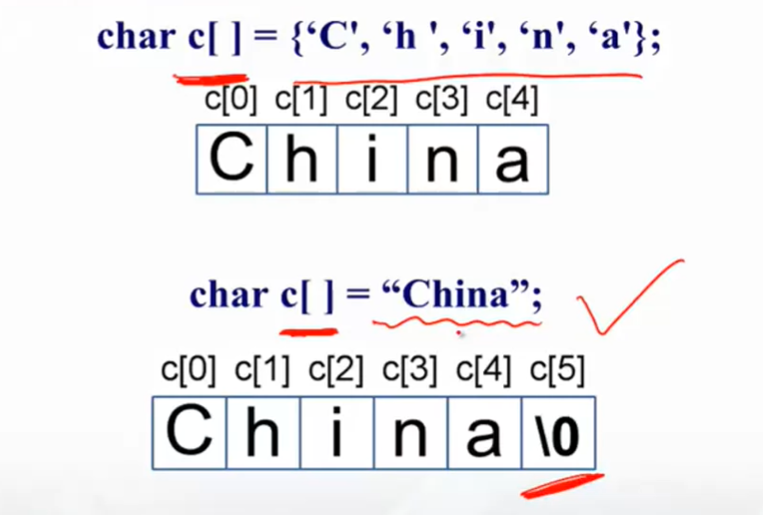 char c[ ] = {‘C', ‘h ', ‘i', ‘n', ‘a'};
c[0] c[1] c[2] c[3] c[4]
C h i n a
char c[ ] = “China”;
c[0] c[1] c[2] c[3] c[4] c[5]
C h i n a \0